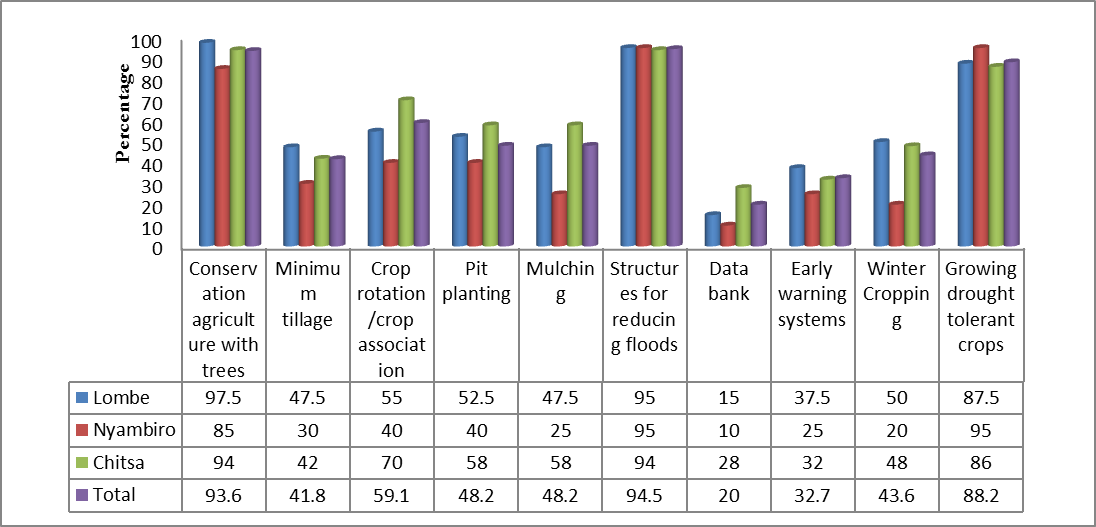 Percentage
100
90
80
70
60
50
40
30
20
10
0
Conserv
ation
agricult
ure with
trees
Minimu
m
tillage
Crop
rotation
/crop
associat
ion
Pit
planting
Mulchin
g
Structur
es for
reducin
g floods
Data
bank
Early
warning
systems
Winter
Croppin
g
Growing
drought
tolerant
crops
Lombe 97.5 47.5 55 52.5 47.5 95 15 37.5 50 87.5
Nyambiro 85 30 40 40 25 95 10 25 20 95
Chitsa 94 42 70 58 58 94 28 32 48 86
Total 93.6 41.8 59.1 48.2 48.2 94.5 20 32.7 43.6 88.2